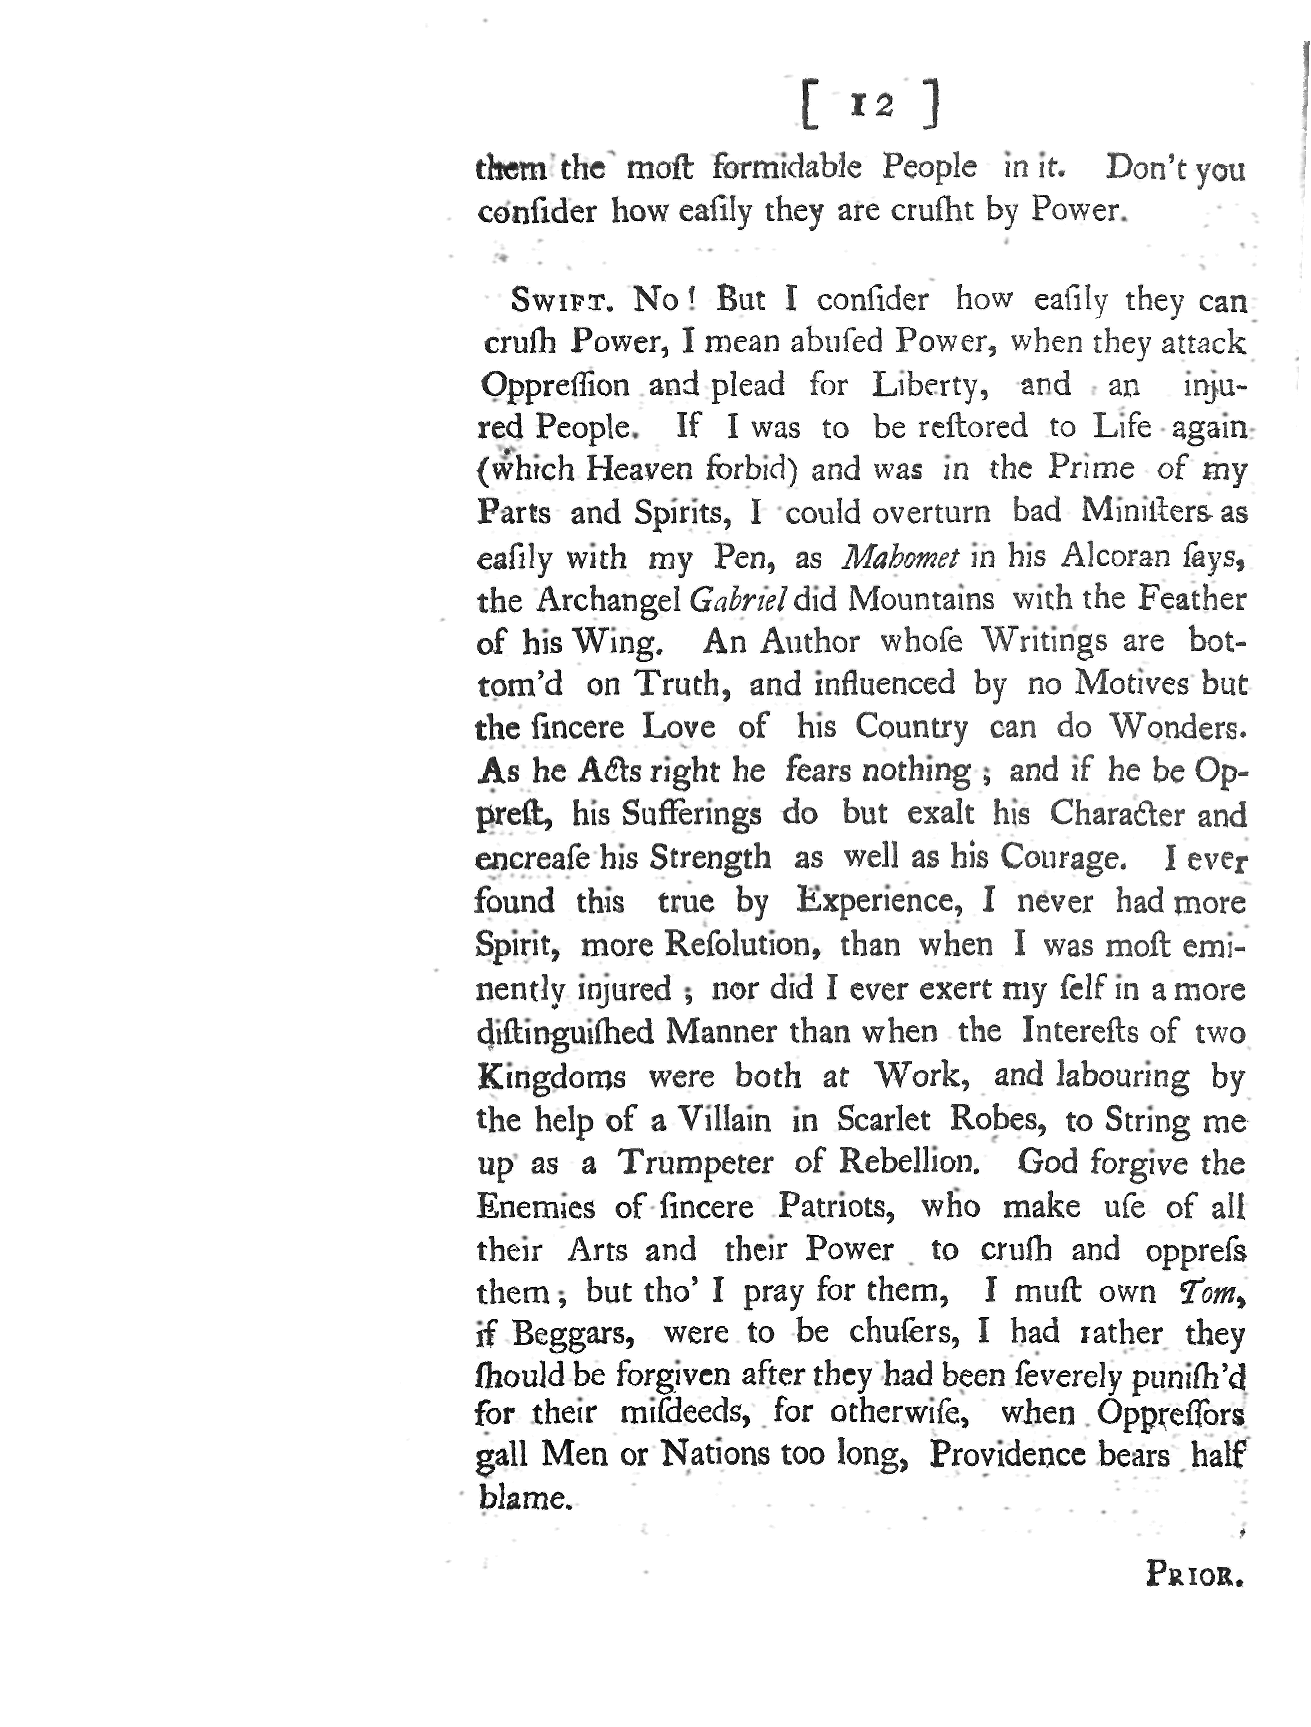 [ 12 ]
them the moſt formidable People in it. Don't you
conſider how eaſily they are cruſht by Power.
SWIFT. No! But I conſider how eaſily they can
cruſh Power, I mean abuſed Power, when they attack
Oppreſſion and plead for Liberty, and an inju-
red People. If I was to be reſtored to Life again
(which Heaven forbid) and was in the Prime of my
Parts and Spirits, I could overturn bad Miniſters as
eaſily with my Pen, as Mahomet in his Alcoran ſays,
the Archangel Gabriel did Mountains with the Feather
of his Wing. An Author whoſe Writings are bot-
tom'd on Truth, and influenced by no Motives but
the ſincere Love of his Country can do Wonders.
As he Acts right he fears nothing; and if he be Op-
preſt, his Sufferings do but exalt his Character and
encreaſe his Strength as well as his Courage. I ever
found this true by Experience, I never had more
Spirit, more Reſolution, than when I was moſt emi-
nently injured; nor did I ever exert my ſelf in a more
diſtinguiſhed Manner than when the Intereſts of two
Kingdoms were both at Work, and labouring by
the help of a Villain in Scarlet Robes, to String me
up as a Trumpeter of Rebellion. God forgive the
Enemies of ſincere Patriots, who make uſe of all
their Arts and their Power to cruſh and oppreſs
them; but tho' I pray for them, I muſt own Tom,
if Beggars, were to be chuſers, I had rather they
ſhould be forgiven after they had been ſeverely puniſh'd
for their miſdeeds, for otherwiſe, when Oppreſſors
gall Men or Nations too long, Providence bears half
blame.
PRIOR.